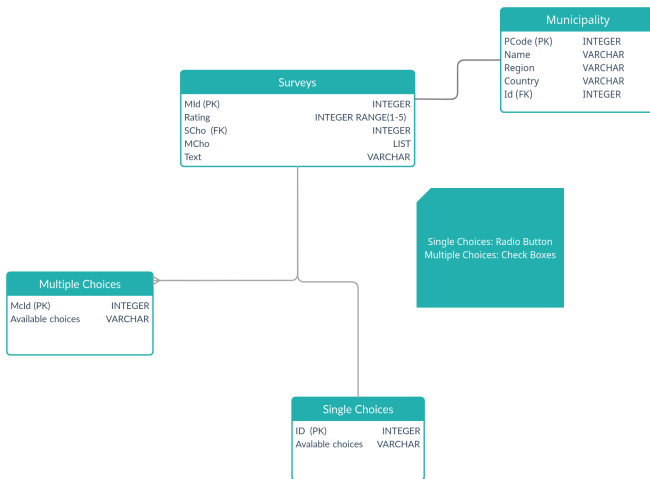 Municipality
PCode (PK) INTEGER
Name VARCHAR
Region VARCHAR
Country VARCHAR
Id (FK) INTEGER
Surveys
MId (PK) INTEGER
Rating INTEGER RANGE(1-5)
SCho (FK) INTEGER
MCho LIST
Text VARCHAR
Single Choices: Radio Button
Multiple Choices: Check Boxes
Multiple Choices
McId (PK) INTEGER
Available choices VARCHAR
Single Choices
ID (PK) INTEGER
Avalable choices VARCHAR